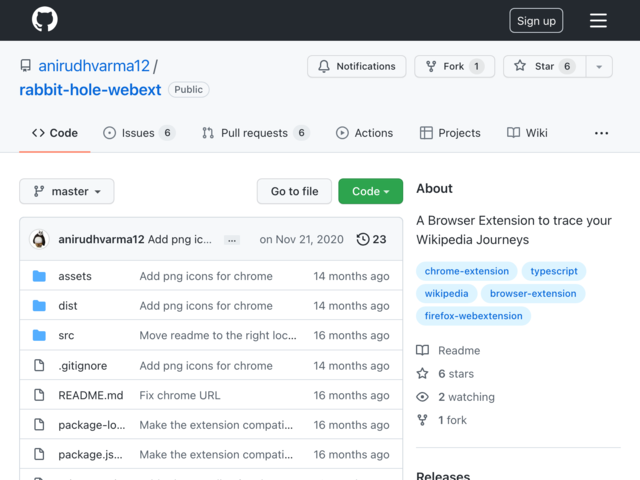 Sign up
anirudhvarma12 /
rabbit-hole-webext Public
Notifications
Fork 1
Star 6
Code
Issues 6
Pull requests 6
Actions
Projects
Wiki
master
Go to file
Code
anirudhvarma12 Add png ic... ... on Nov 21, 2020 23
assets Add png icons for chrome 14 months ago
dist Add png icons for chrome 14 months ago
src Move readme to the right loc... 16 months ago
.gitignore Add png icons for chrome 14 months ago
README.md Fix chrome URL 16 months ago
package-lo... Make the extension compati... 16 months ago
package.js... Make the extension compati... 16 months ago
About
A Browser Extension to trace your
Wikipedia Journeys
chrome-extension typescript
wikipedia browser-extension
firefox-webextension
Readme
6 stars
2 watching
1 fork
Releases